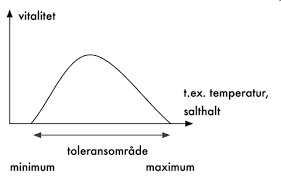 vitalitet
t.ex. temperatur,
salthalt
toleransområde
minimum
maximum